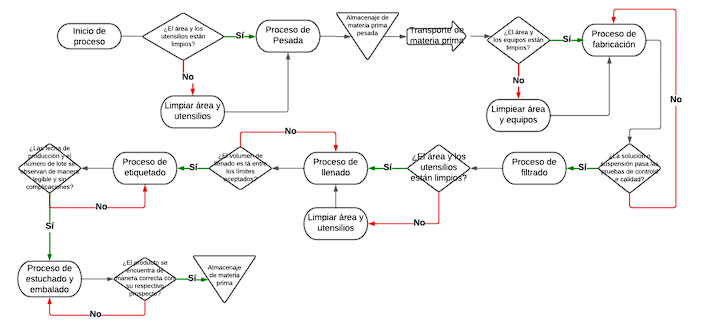 Inicio de
proceso
¿El área y los
utensilios están
limpios?
Sí
No
Limpiar área y
utensilios
Proceso de
Pesada
Almacenaje de
materia prima
pesada
Transporte de
materia prima
¿El área y
los equipos están
limpios?
Sí
No
Limpiear área
y equipos
Proceso de
fabricación
No
¿La solución o
suspensión pasa las
pruebas de control
e calidad?
Sí
Proceso de
filtrado
¿El área y los
utensilios
están limpios?
Sí
No
Limpiar área y
utensilios
Proceso de
llenado
No
¿El volumen de
llenado es tá entre
los límites
aseptados?
Sí
Proceso de
etiquetado
No
¿Las fecha de
producción y el
número de lote se
observan de manera
legible y sin
complicaciones?
Sí
Proceso de
estuchado y
embalado
¿El producto se
encuentra de
manera correcta con
su respectivo
prospecto?
No
Sí
Almacenaje
de materia
prima